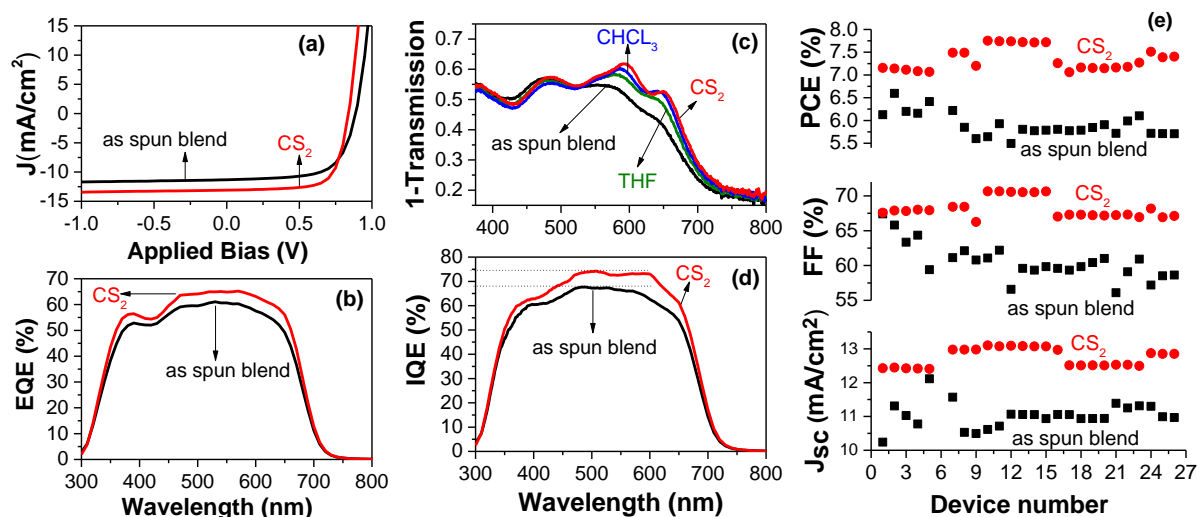 (a)
J(mA/cm²)
15
10
5
0
-5
-10
-15
as spun blend
CS₂
-1.0
-0.5
0.0
0.5
1.0
Applied Bias (V)
(b)
EQE (%)
70
60
50
40
30
20
10
0
CS₂
as spun blend
300 400 500 600 700 800
Wavelength (nm)
(c)
1-Transmission
0.7
0.6
0.5
0.4
0.3
0.2
CHCL₃
CS₂
as spun blend
THF
400 500 600 700 800
(d)
IQE (%)
80
70
60
50
40
30
20
10
0
CS₂
as spun blend
300 400 500 600 700 800
Wavelength (nm)
(e)
PCE (%)
8.0
7.5
7.0
6.5
6.0
5.5
CS₂
as spun blend
FF (%)
70
65
60
55
CS₂
as spun blend
Jsc (mA/cm²)
13
12
11
10
CS₂
as spun blend
0 3 6 9 12 15 18 21 24 27
Device number